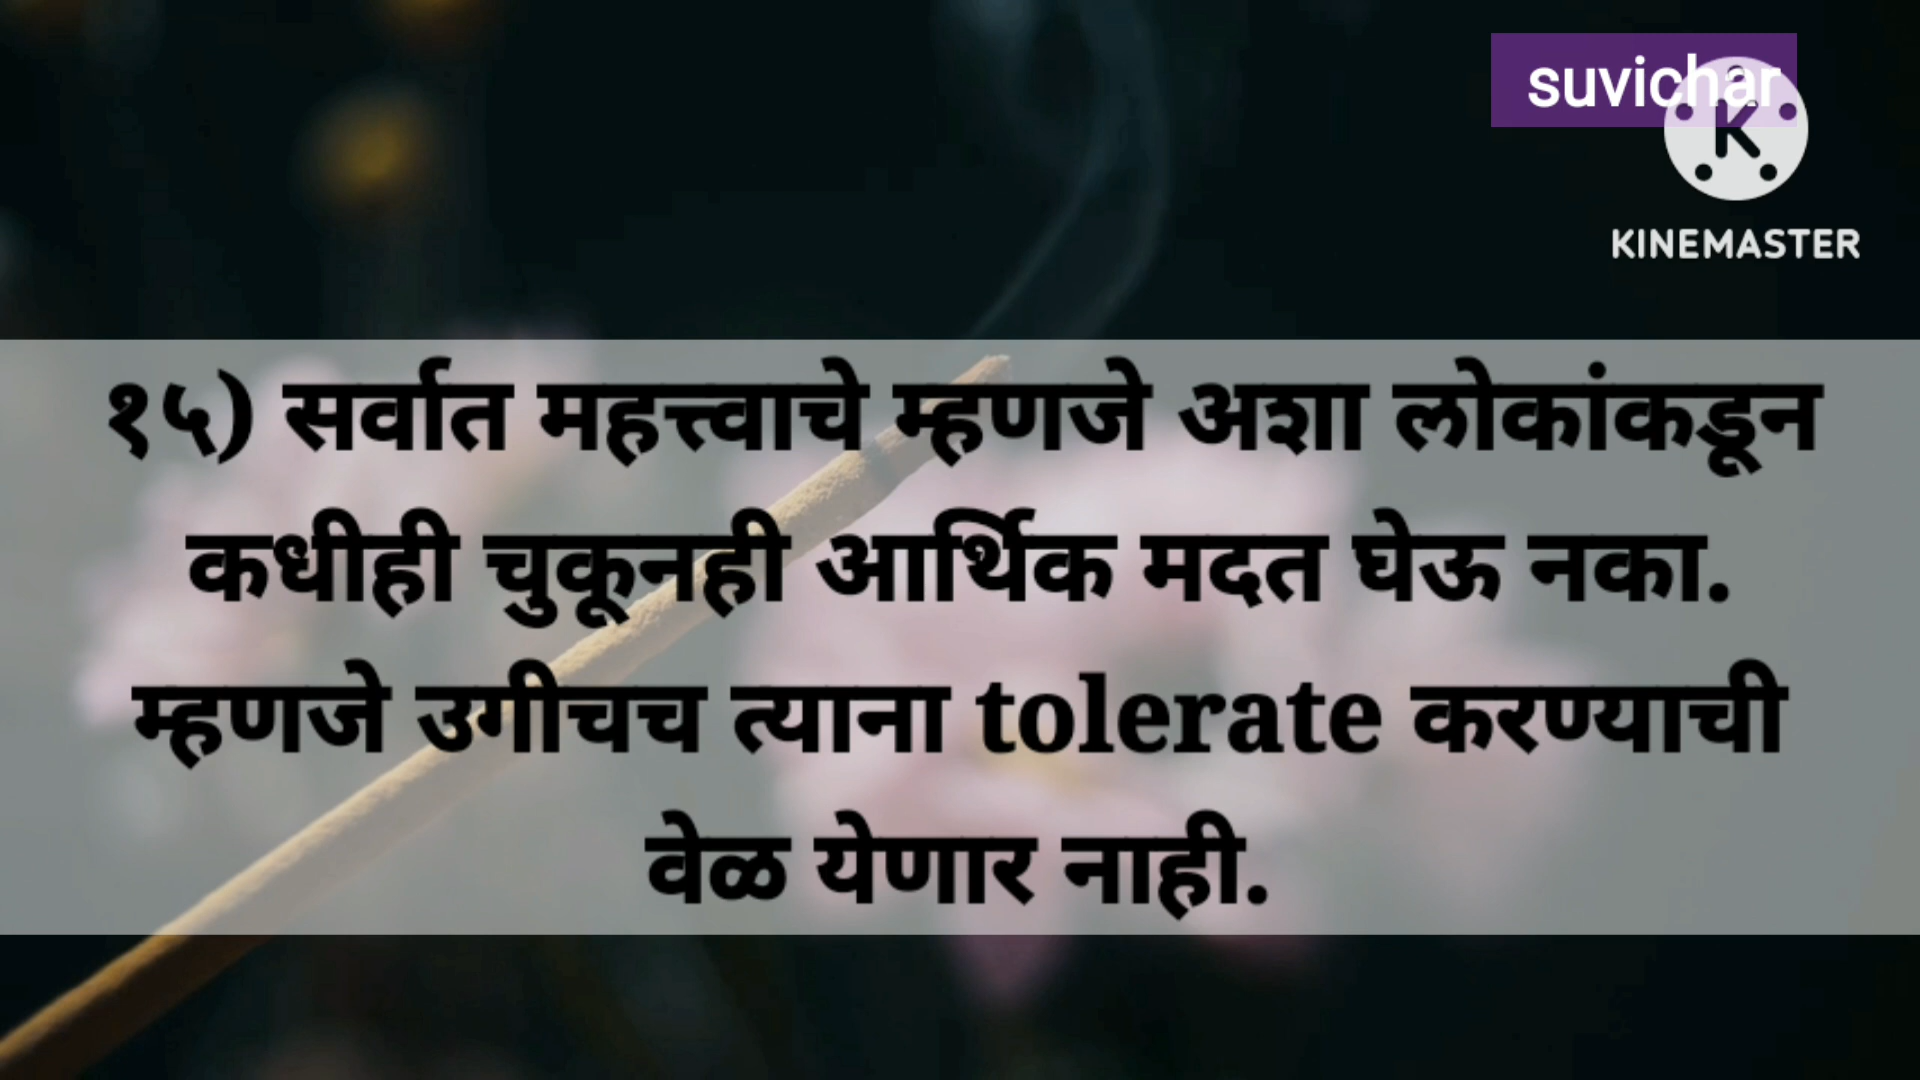 suvichar
K
KINEMASTER
१५) सर्वात महत्त्वाचे म्हणजे अशा लोकांकडून
कधीही चुकूनही आर्थिक मदत घेऊ नका.
म्हणजे उगीचच त्याना tolerate करण्याची
वेळ येणार नाही.